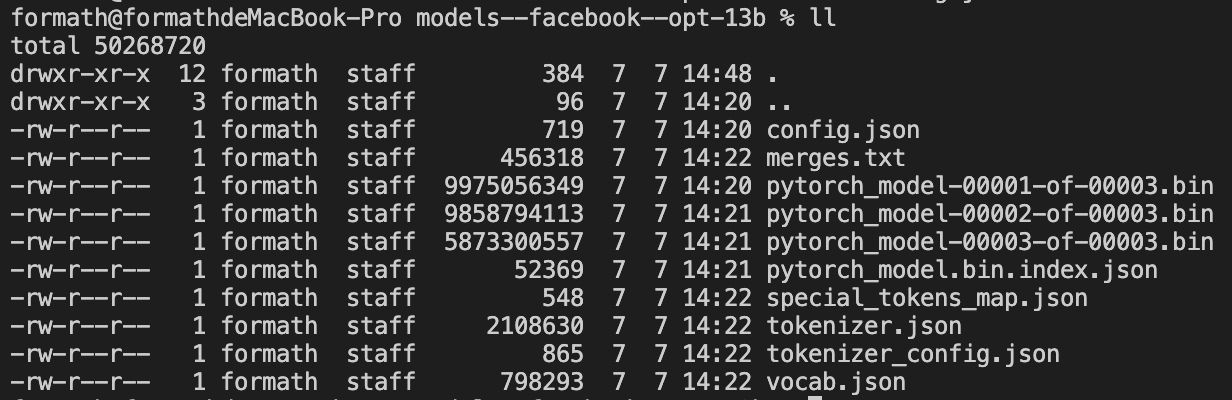 formath@formathdeMacBook-Pro models--facebook--opt-13b % ll
total 50268720
drwxr-xr-x  12 formath  staff         384  7  7 14:48 .
drwxr-xr-x   3 formath  staff          96  7  7 14:20 ..
-rw-r--r--   1 formath  staff         719  7  7 14:20 config.json
-rw-r--r--   1 formath  staff      456318  7  7 14:22 merges.txt
-rw-r--r--   1 formath  staff  9975056349  7  7 14:20 pytorch_model-00001-of-00003.bin
-rw-r--r--   1 formath  staff  9858794113  7  7 14:21 pytorch_model-00002-of-00003.bin
-rw-r--r--   1 formath  staff  5873300557  7  7 14:21 pytorch_model-00003-of-00003.bin
-rw-r--r--   1 formath  staff       52369  7  7 14:21 pytorch_model.bin.index.json
-rw-r--r--   1 formath  staff         548  7  7 14:22 special_tokens_map.json
-rw-r--r--   1 formath  staff     2108630  7  7 14:22 tokenizer.json
-rw-r--r--   1 formath  staff         865  7  7 14:22 tokenizer_config.json
-rw-r--r--   1 formath  staff      798293  7  7 14:22 vocab.json